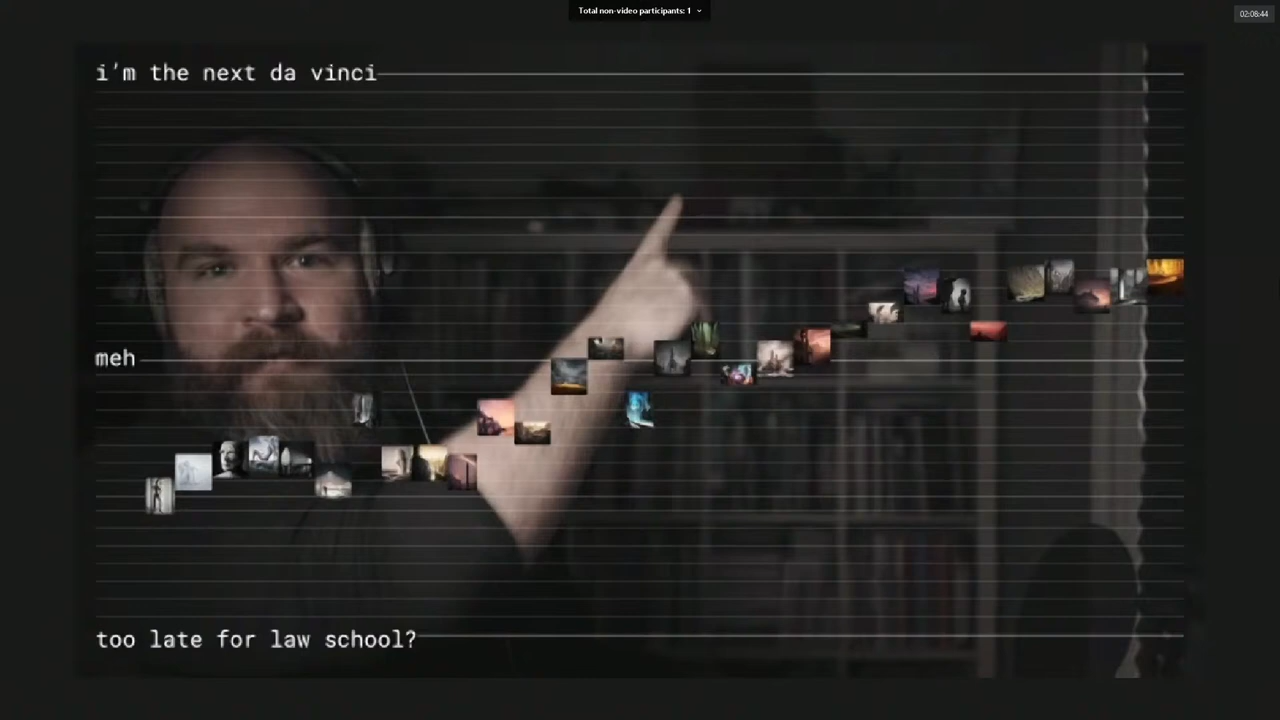 Total non-video participants: 1
02:08:44
i'm the next da vinci
meh
too late for law school?